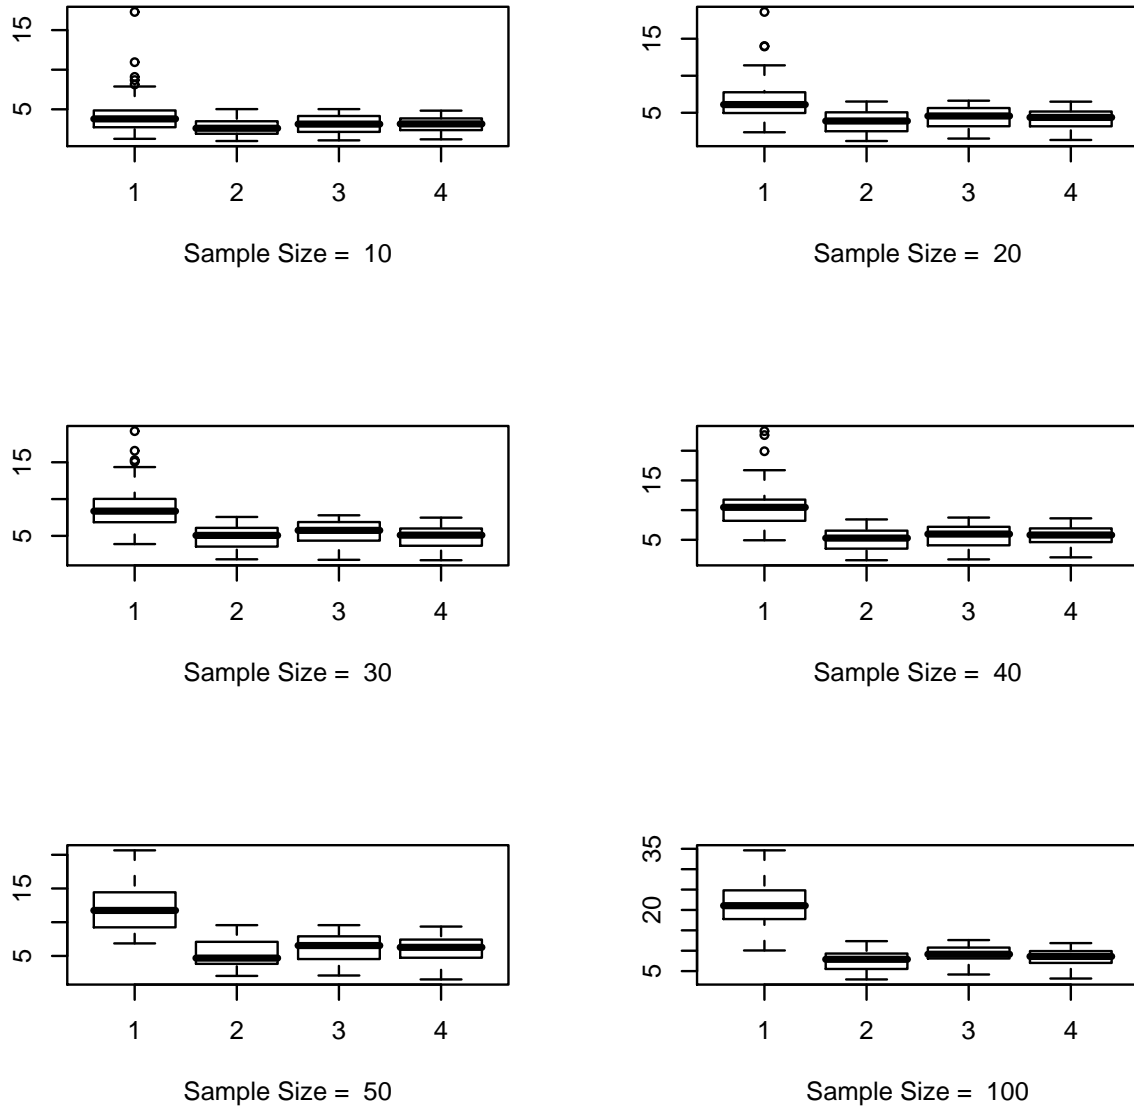 15
5
1 2 3 4
Sample Size = 10
15
5
1 2 3 4
Sample Size = 20
15
5
1 2 3 4
Sample Size = 30
15
5
1 2 3 4
Sample Size = 40
15
5
1 2 3 4
Sample Size = 50
35
20
5
1 2 3 4
Sample Size = 100